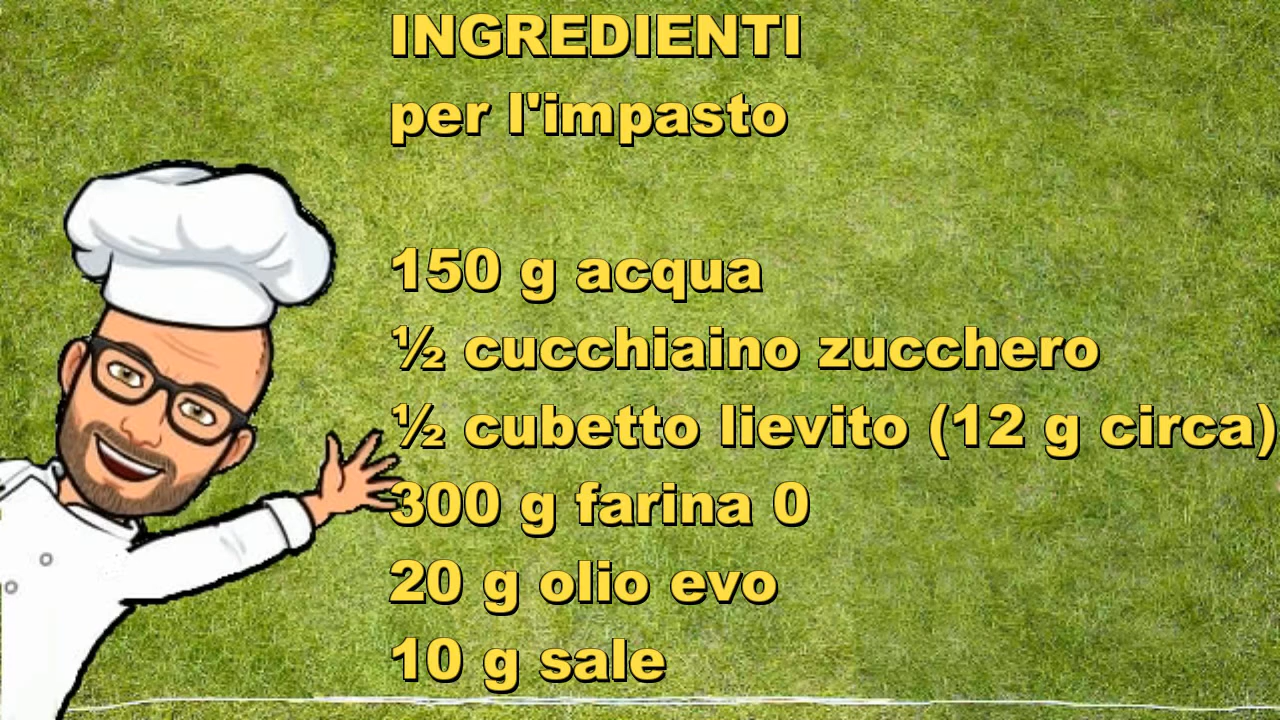 INGREDIENTI
per l'impasto
150 g acqua
½ cucchiaino zucchero
½ cubetto lievito (12 g circa)
300 g farina 0
20 g olio evo
10 g sale